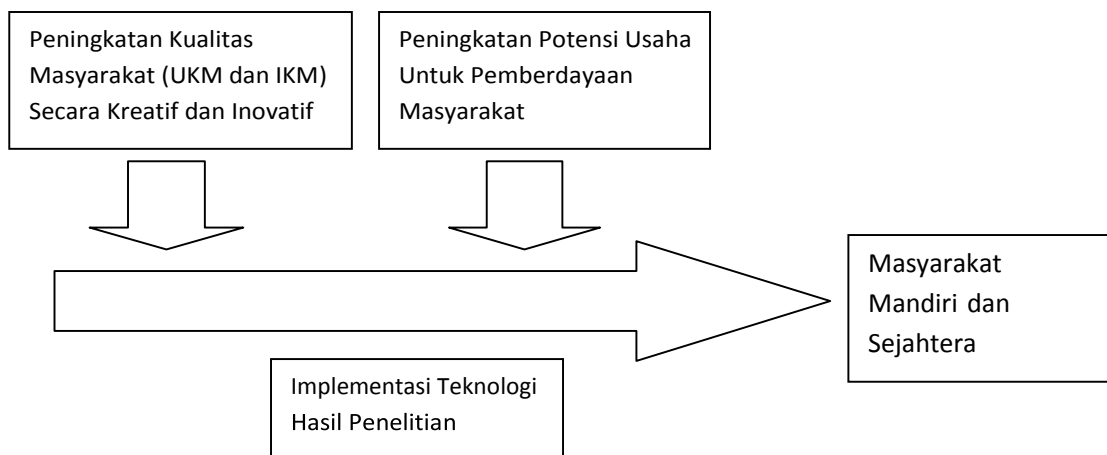 Peningkatan Kualitas
Masyarakat (UKM dan IKM)
Secara Kreatif dan Inovatif
Peningkatan Potensi Usaha
Untuk Pemberdayaan
Masyarakat
Masyarakat
Mandiri dan
Sejahtera
Implementasi Teknologi
Hasil Penelitian